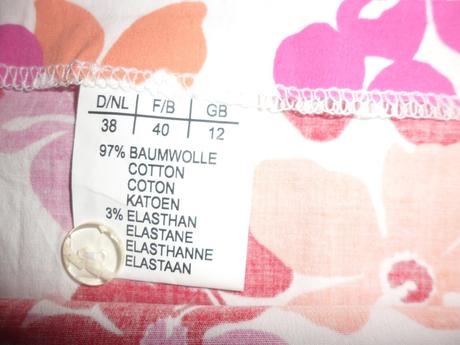 D/NL F/B GB
38 40 12
97% BAUMWOLLE
COTTON
COTON
KATOEN
3% ELASTHAN
ELASTANE
ELASTHANNE
ELASTAAN